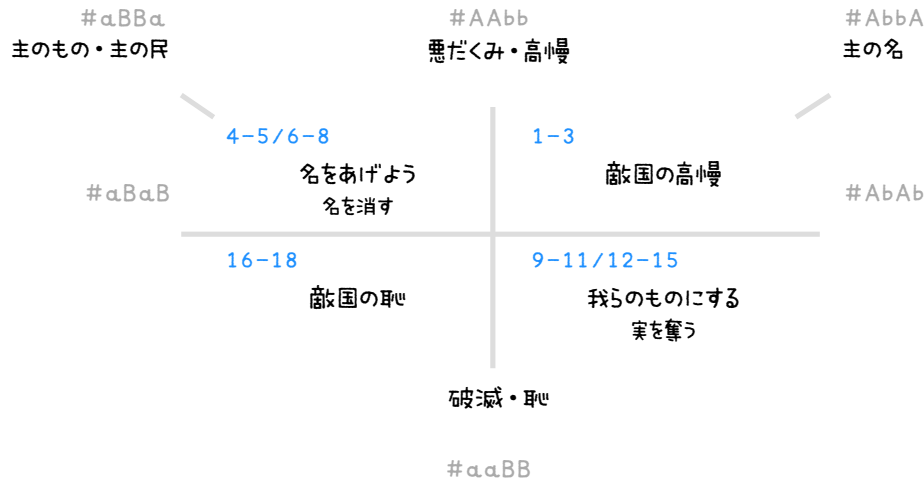 #aBBa
#AAbb
#AbbA
主のもの・主の民
悪だくみ・高慢
主の名
4-5/6-8
1-3
名をあげよう
敵国の高慢
名を消す
#aBaB
#AbAb
16-18
9-11/12-15
敵国の恥
我らのものにする
実を奪う
破滅・恥
#aaBB